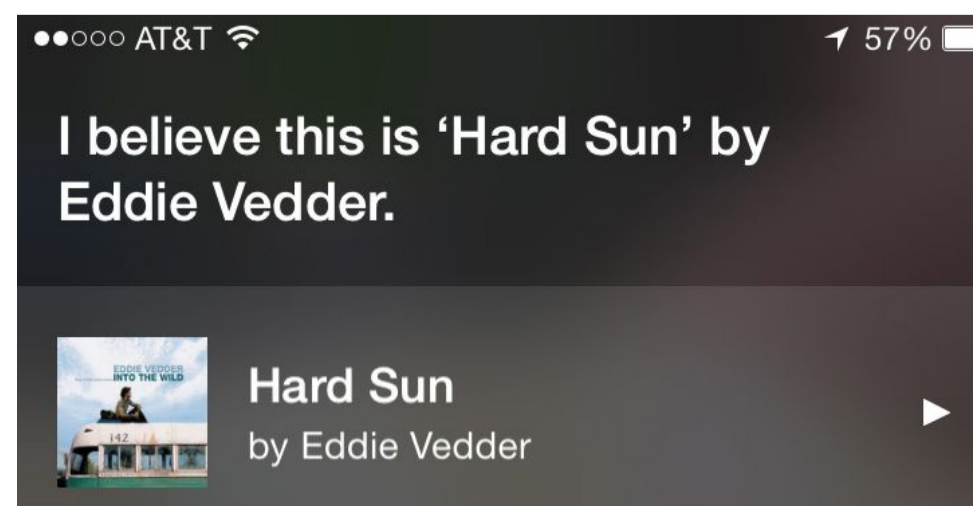 AT&T 57%
I believe this is ‘Hard Sun’ by
Eddie Vedder.
EDDIE VEDDER
INTO THE WILD
142
Hard Sun
by Eddie Vedder